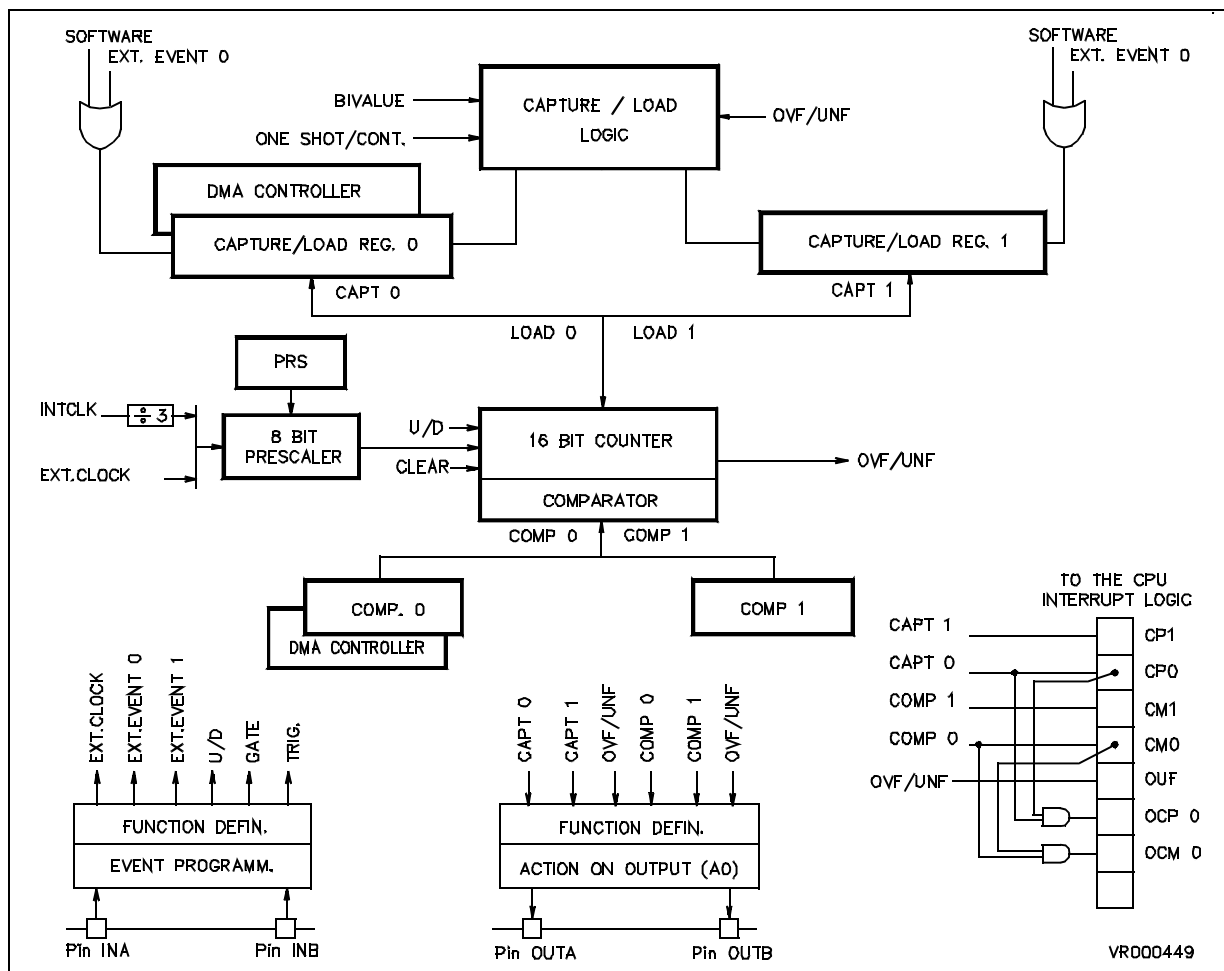 SOFTWARE
EXT. EVENT 0
SOFTWARE
EXT. EVENT 0
BIVALUE
ONE SHOT/CONT.
CAPTURE / LOAD
LOGIC
OVF/UNF
DMA CONTROLLER
CAPTURE/LOAD REG. 0
CAPTURE/LOAD REG. 1
CAPT 0
CAPT 1
LOAD 0
LOAD 1
PRS
INTCLK
÷ 3
8 BIT
PRESCALER
EXT.CLOCK
U/D
CLEAR
16 BIT COUNTER
COMPARATOR
OVF/UNF
COMP 0
COMP 1
COMP. 0
DMA CONTROLLER
COMP 1
TO THE CPU
INTERRUPT LOGIC
CAPT 1
CP1
CAPT 0
CP0
COMP 1
CM1
COMP 0
CM0
OVF/UNF
OUF
OCP 0
OCM 0
EXT.CLOCK
EXT.EVENT 0
EXT.EVENT 1
U/D
GATE
TRIG.
FUNCTION DEFIN.
EVENT PROGRAMM.
Pin INA
Pin INB
CAPT 0
CAPT 1
OVF/UNF
COMP 0
COMP 1
OVF/UNF
FUNCTION DEFIN.
ACTION ON OUTPUT (AO)
Pin OUTA
Pin OUTB
VR000449